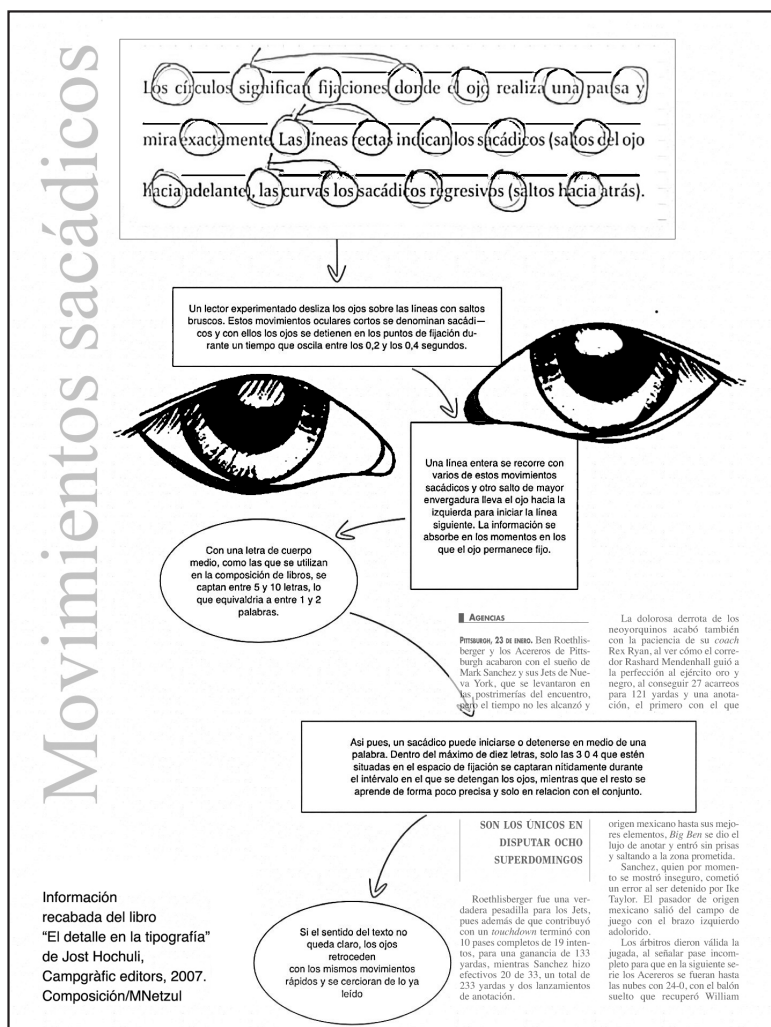 Movimientos sacádicos
Los círculos significan fijaciones donde el ojo realiza una pausa y
mira exactamente. Las líneas rectas indican los sacádicos (saltos del ojo
hacia adelante), las curvas los sacádicos regresivos (saltos hacia atrás).
Un lector experimentado desliza los ojos sobre las líneas con saltos
bruscos. Estos movimientos oculares cortos se denominan sacádi—
cos y con ellos los ojos se detienen en los puntos de fijación du-
rante un tiempo que oscila entre los 0,2 y los 0,4 segundos.
Una línea entera se recorre con
varios de estos movimientos
sacádicos y otro salto de mayor
envergadura lleva el ojo hacia la
izquierda para iniciar la línea
siguiente. La información se
absorbe en los momentos en los
que el ojo permanece fijo.
Con una letra de cuerpo
medio, como las que se utilizan
en la composición de libros, se
captan entre 5 y 10 letras, lo
que equivaldria a entre 1 y 2
palabras.
AGENCIAS
PITTSBURGH, 23 DE ENERO. Ben Roethlis-
berger y los Acereros de Pitts-
burgh acabaron con el sueño de
Mark Sanchez y sus Jets de Nue-
va York, que se levantaron en
las postrimerías del encuentro,
pero el tiempo no les alcanzó y
La dolorosa derrota de los
neoyorquinos acabó también
con la paciencia de su coach
Rex Ryan, al ver cómo el corre-
dor Rashard Mendenhall guió a
la perfección al ejército oro y
negro, al conseguir 27 acarreos
para 121 yardas y una anota-
ción, el primero con el que
Asi pues, un sacádico puede iniciarse o detenerse en medio de una
palabra. Dentro del máximo de diez letras, solo las 3 0 4 que estén
situadas en el espacio de fijación se captaran nítidamente durante
el intérvalo en el que se detengan los ojos, mientras que el resto se
aprende de forma poco precisa y solo en relacion con el conjunto.
SON LOS ÚNICOS EN
DISPUTAR OCHO
SUPERDOMINGOS
Roethlisberger fue una ver-
dadera pesadilla para los Jets,
pues además de que contribuyó
con un touchdown terminó con
10 pases completos de 19 inten-
tos, para una ganancia de 133
yardas, mientras Sanchez hizo
efectivos 20 de 33, un total de
233 yardas y dos lanzamientos
de anotación.
origen mexicano hasta sus mejo-
res elementos, Big Ben se dio el
lujo de anotar y entró sin prisas
y saltando a la zona prometida.
Sanchez, quien por momen-
to se mostró inseguro, cometió
un error al ser detenido por Ike
Taylor. El pasador de origen
mexicano salió del campo de
juego con el brazo izquierdo
adolorido.
Los árbitros dieron válida la
jugada, al señalar pase incom-
pleto para que en la siguiente se-
rie los Acereros se fueran hasta
las nubes con 24-0, con el balón
suelto que recuperó William
Información
recabada del libro
“El detalle en la tipografía”
de Jost Hochuli,
Campgràfic editors, 2007.
Composición/MNetzul
Si el sentido del texto no
queda claro, los ojos
retroceden
con los mismos movimientos
rápidos y se cercioran de lo ya
leído